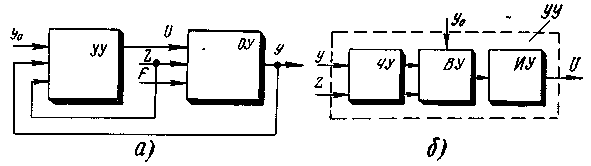 y₀ УУ U Z F ОУ y
а)
y₀ УУ
y Z ЧУ ВУ ИУ U
б)